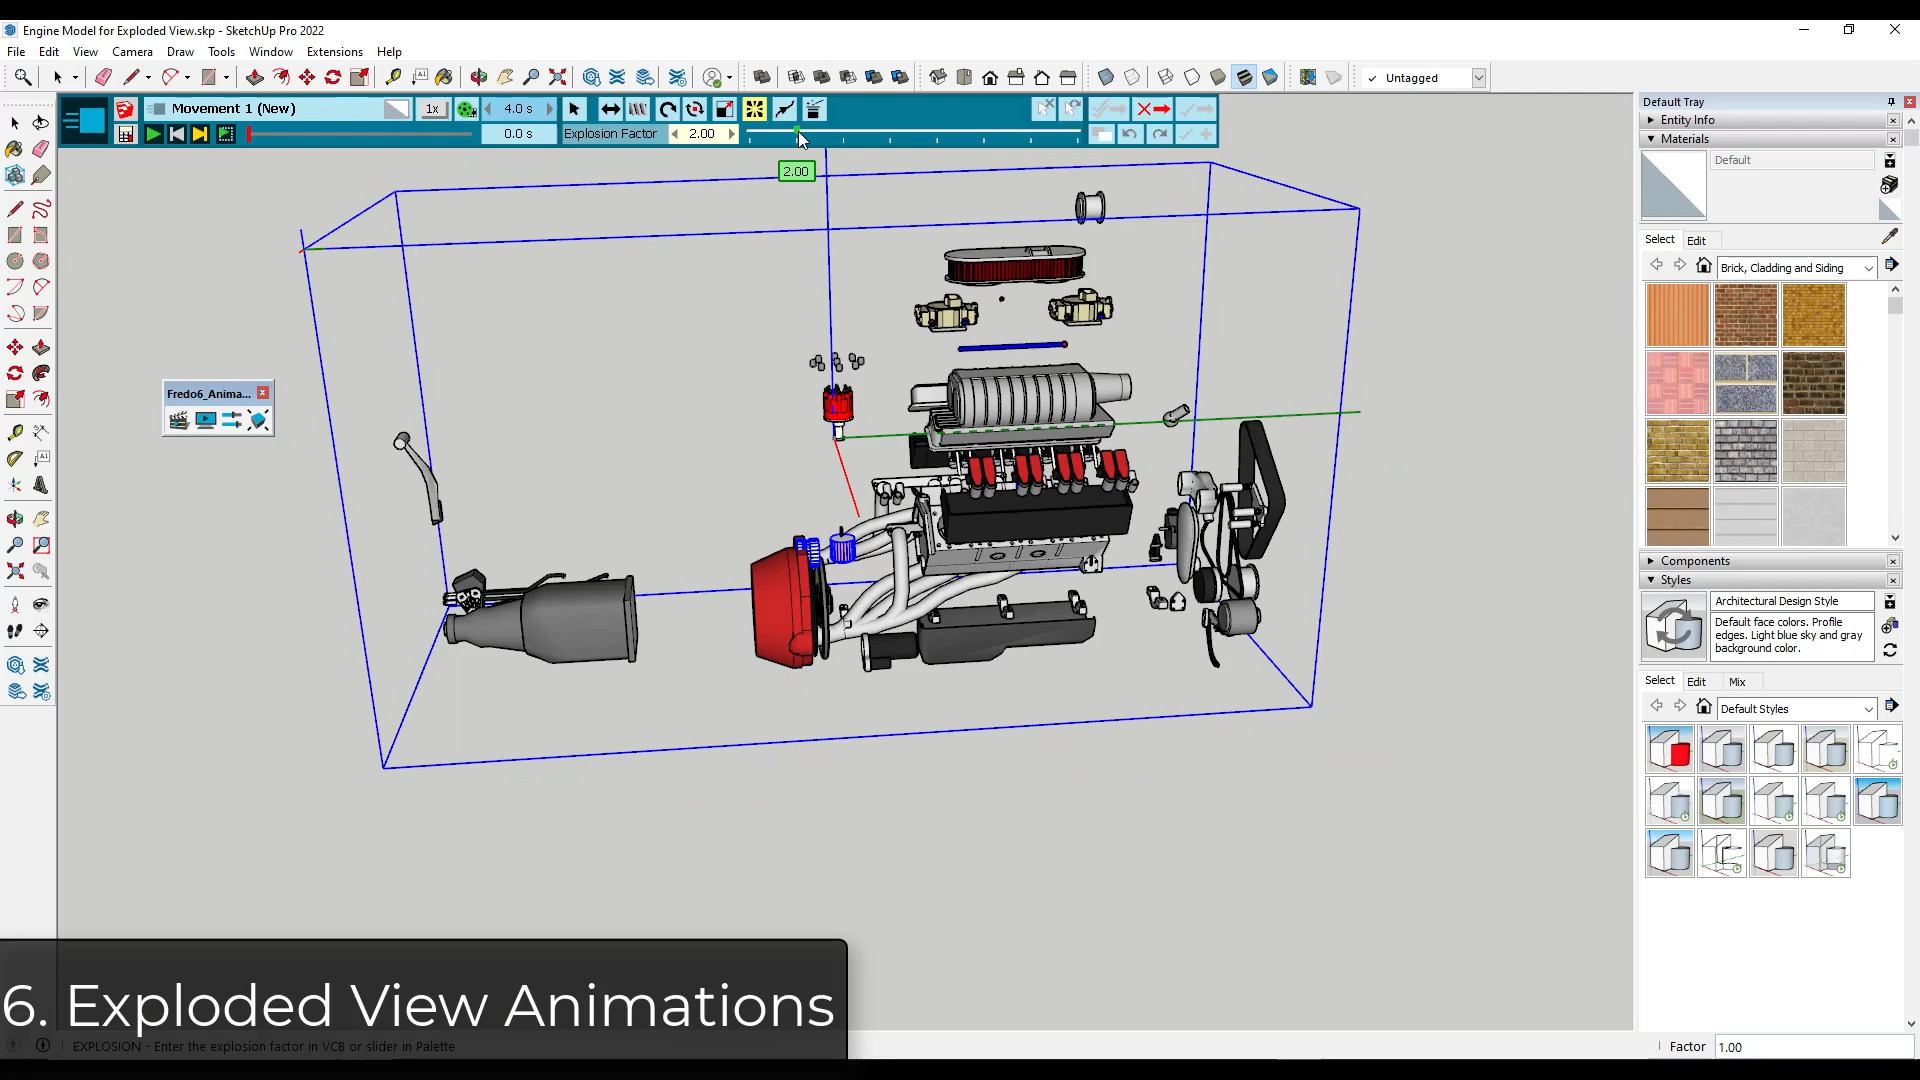 Engine Model for Exploded View.skp - SketchUp Pro 2022
File Edit View Camera Draw Tools Window Extensions Help
Untagged
Movement 1 (New) 1x 4.0 s
0.0 s Explosion Factor 2.00
2.00
Fredo6_Anima...
Default Tray
Entity Info
Materials
Default
Select Edit
Brick, Cladding and Siding
Components
Styles
Architectural Design Style
Default face colors. Profile
edges. Light blue sky and gray
background color.
Select Edit Mix
Default Styles
6. Exploded View Animations
EXPLOSION - Enter the explosion factor in VCB or slider in Palette
Factor 1.00